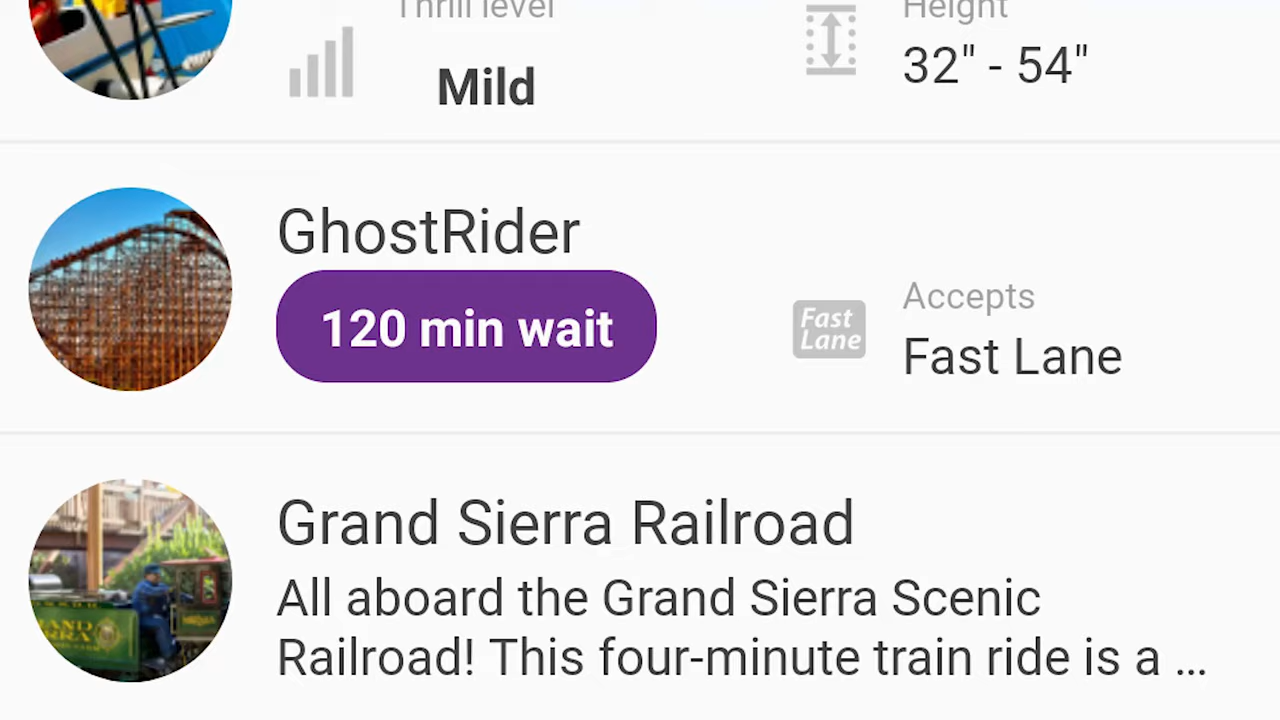 Thrill level
Mild
Height
32" - 54"
GhostRider
120 min wait
Fast
Lane
Accepts
Fast Lane
Grand Sierra Railroad
All aboard the Grand Sierra Scenic
Railroad! This four-minute train ride is a ...